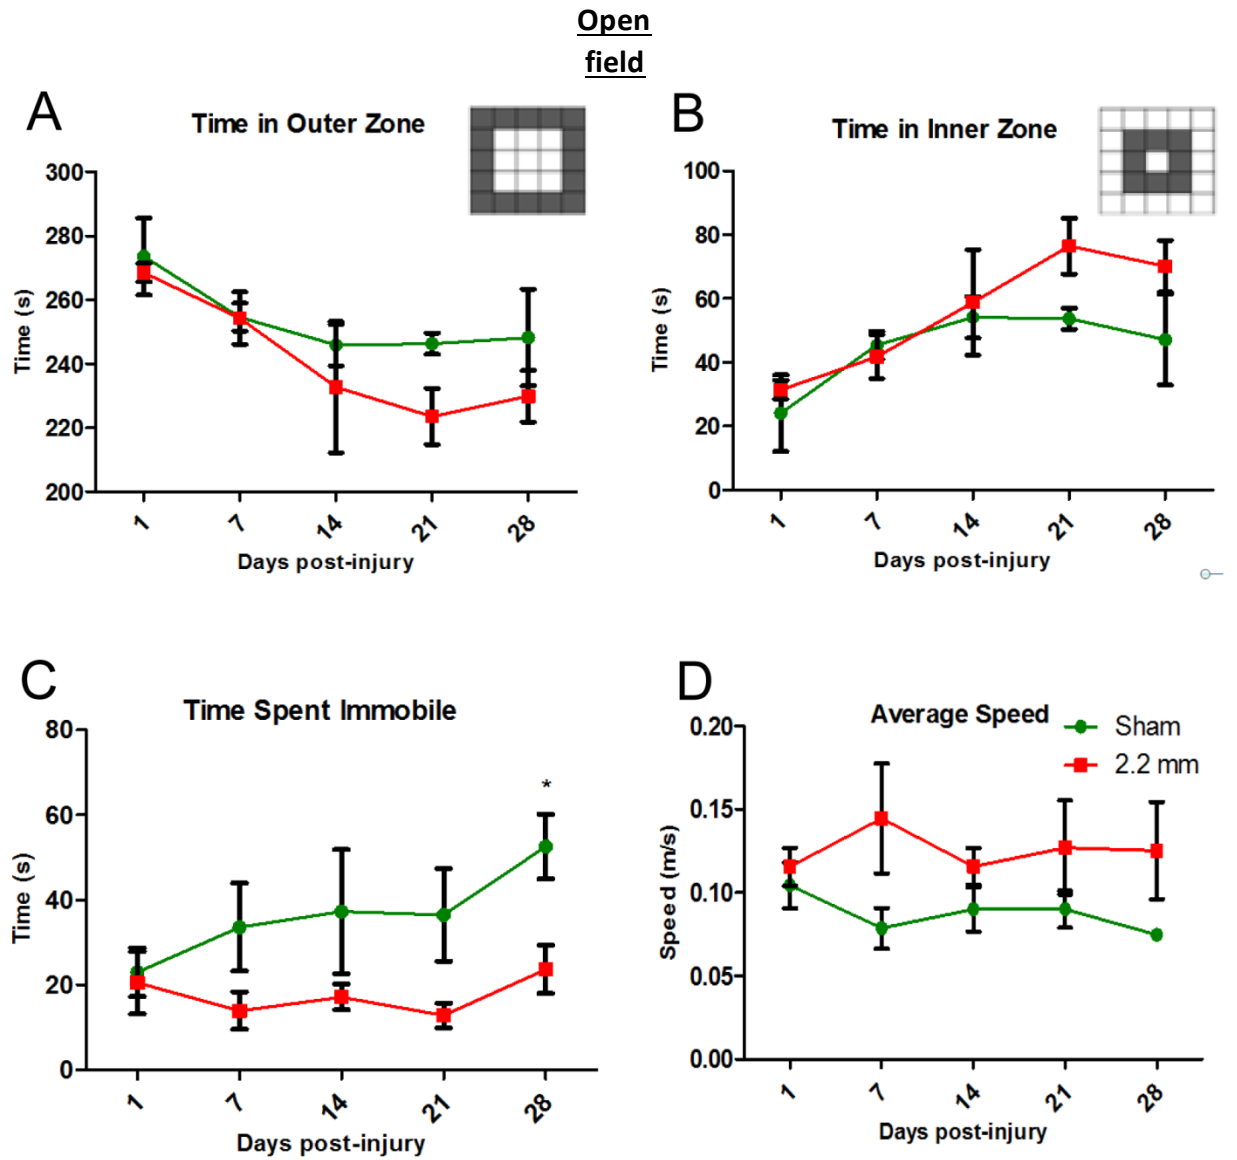 Open
field
A
Time in Outer Zone
300
280
260
240
220
200
Time (s)
1
7
14
21
28
Days post-injury
B
Time in Inner Zone
100
80
60
40
20
0
Time (s)
1
7
14
21
28
Days post-injury
C
Time Spent Immobile
80
60
40
20
0
Time (s)
*
1
7
14
21
28
Days post-injury
D
Average Speed
Sham
2.2 mm
0.20
0.15
0.10
0.05
0.00
Speed (m/s)
1
7
14
21
28
Days post-injury